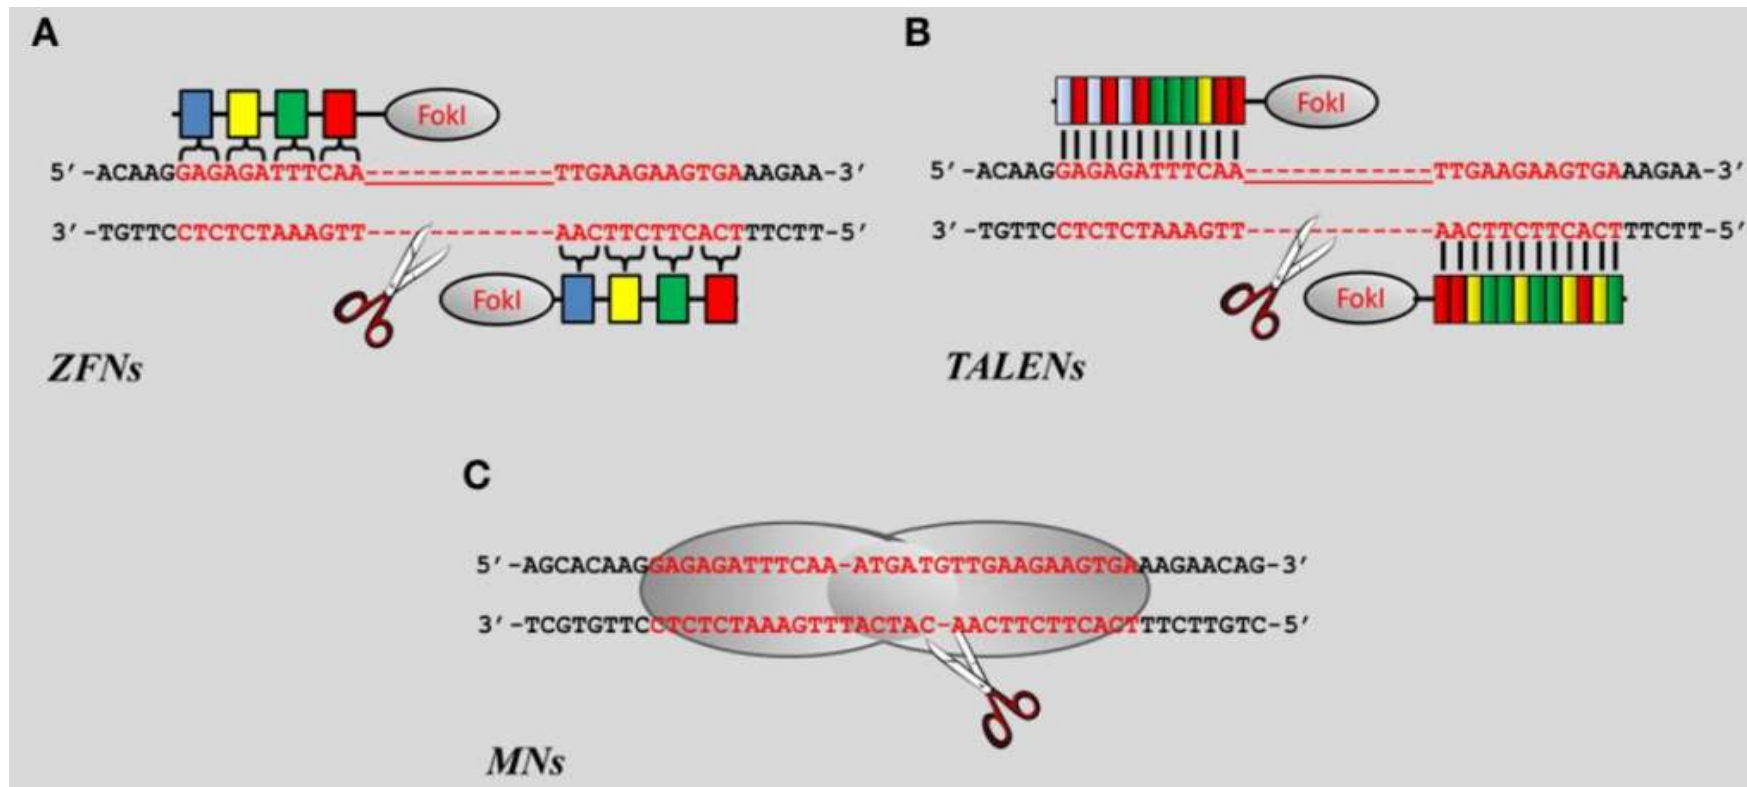 A
FokI
5'-ACAAGGAGAGATTTCAA------------TTGAAGAAGTGAAAGAA-3'
3'-TGTTCCTCTCTAAAGTT------------AACTTCTTCACTTTCTT-5'
FokI
ZFNs
B
FokI
5'-ACAAGGAGAGATTTCAA------------TTGAAGAAGTGAAAGAA-3'
3'-TGTTCCTCTCTAAAGTT------------AACTTCTTCACTTTCTT-5'
FokI
TALENs
C
5'-AGCACAAGGAGAGATTTCAA-ATGATGTTGAAGAAGTGAAAGAACAG-3'
3'-TCGTGTTCCTCTCTAAAGTTTACTAC-AACTTCTTCACTTTCTTGTC-5'
MNs